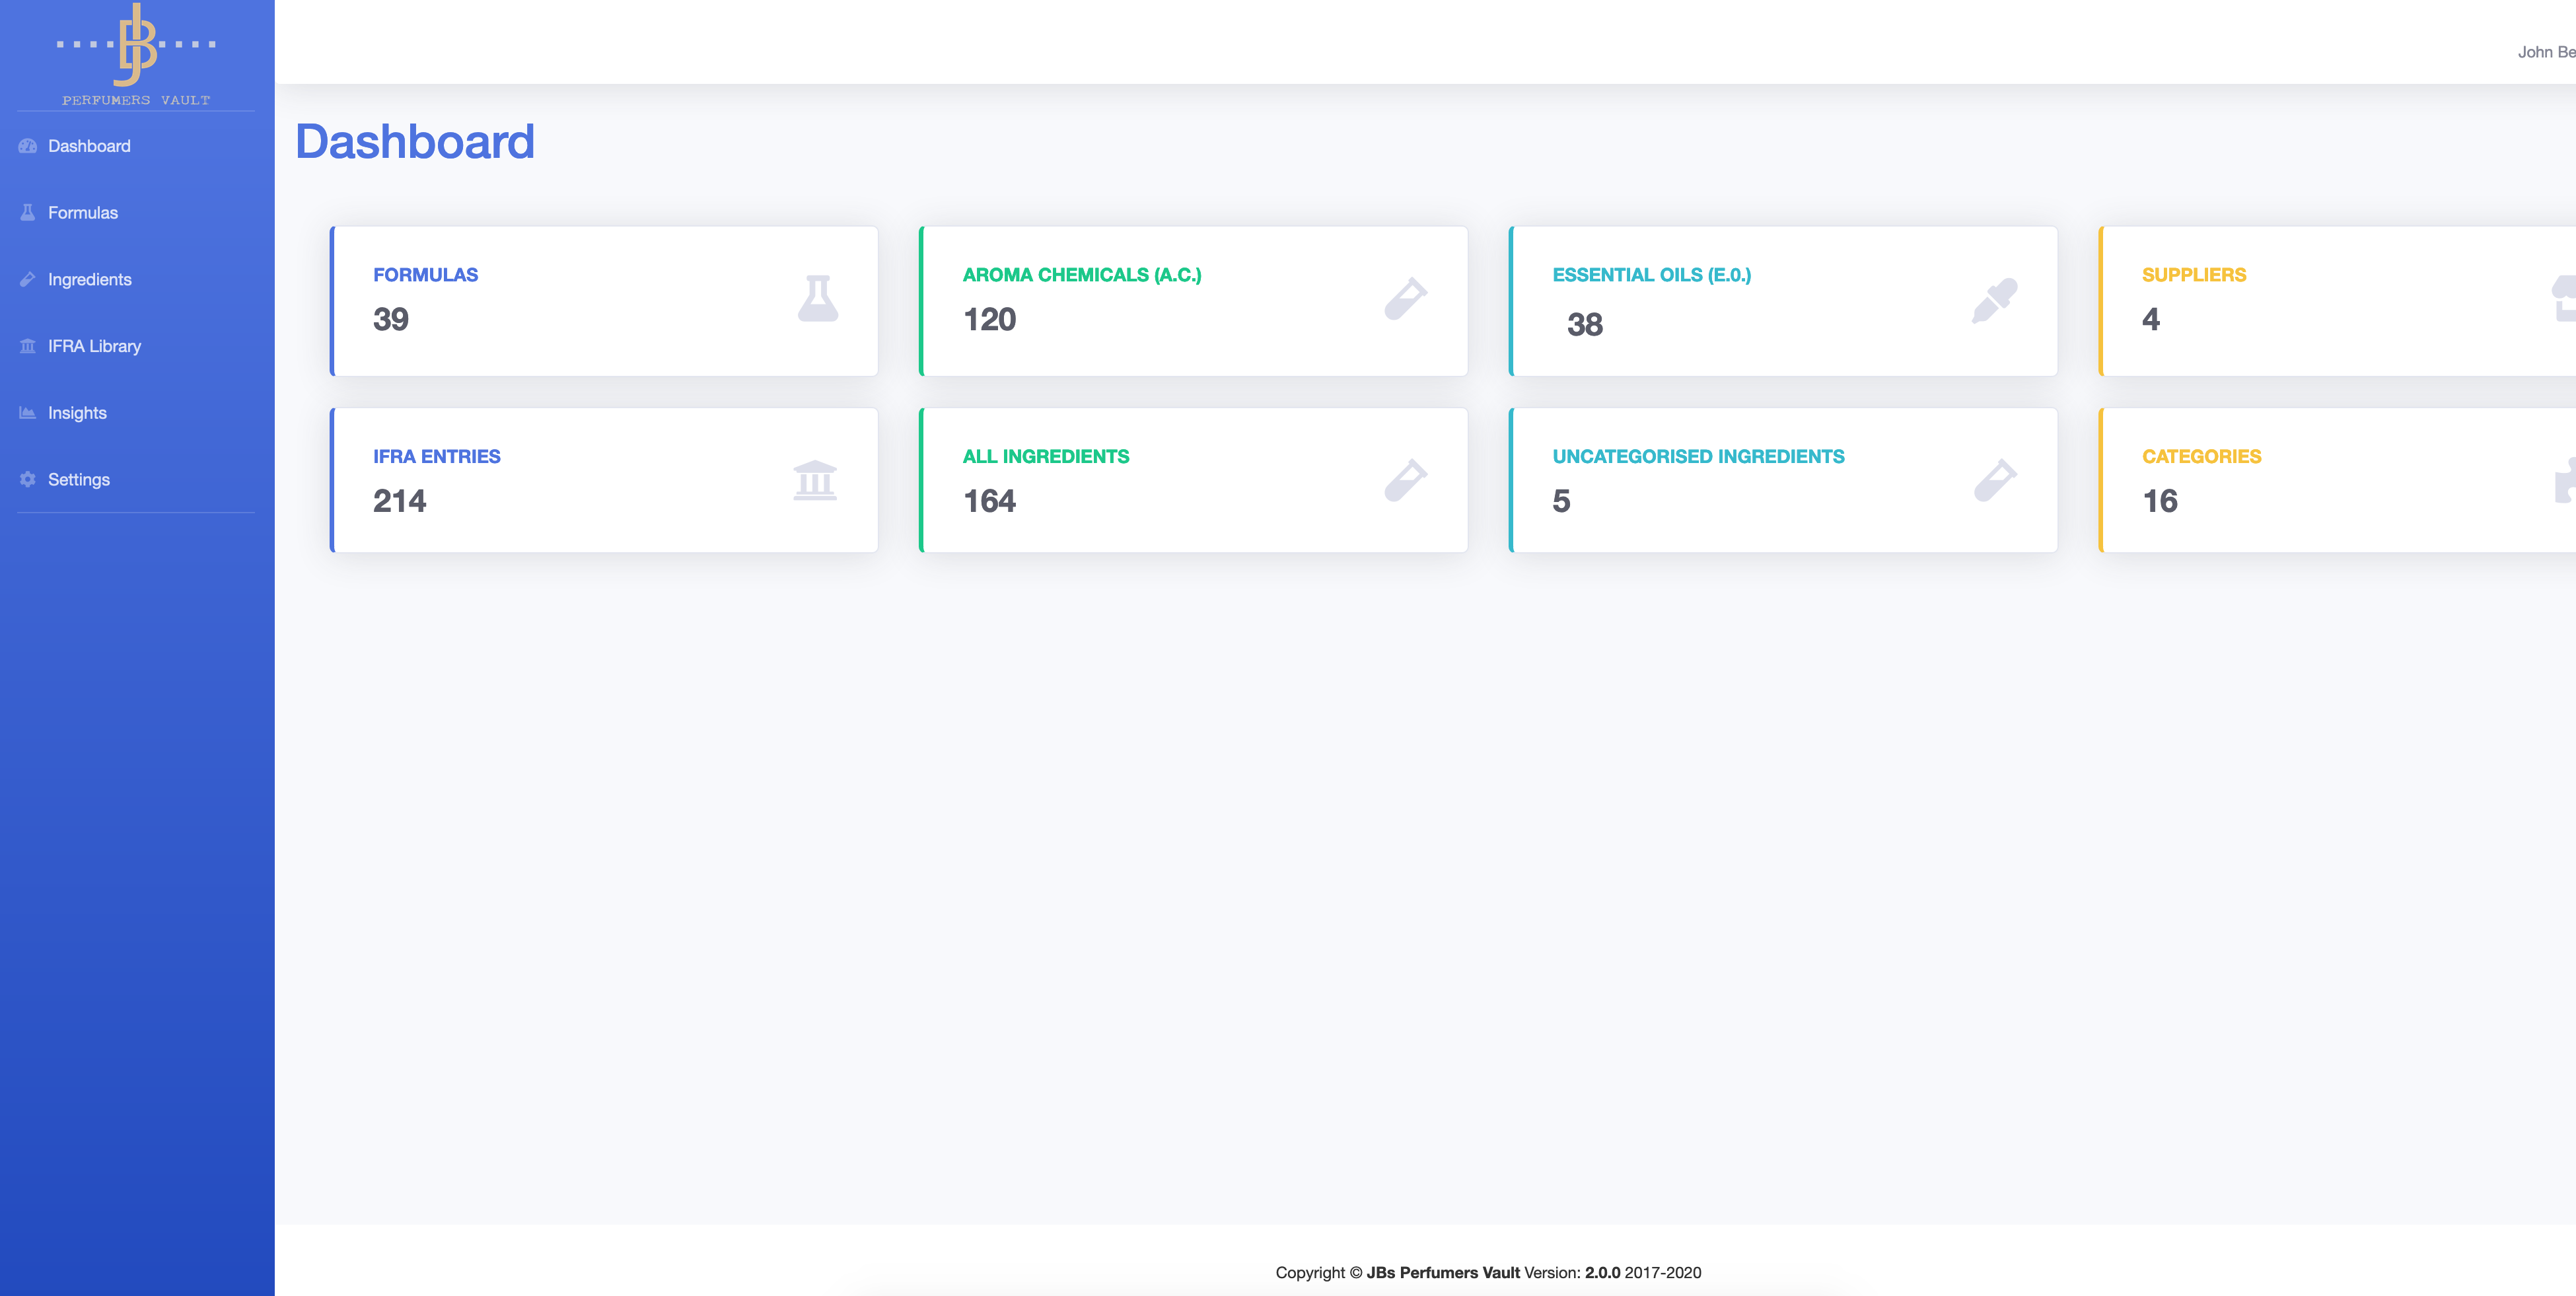 JB
PERFUMERS VAULT
Dashboard
Formulas
Ingredients
IFRA Library
Insights
Settings
John Be
Dashboard
FORMULAS
39
AROMA CHEMICALS (A.C.)
120
ESSENTIAL OILS (E.0.)
38
SUPPLIERS
4
IFRA ENTRIES
214
ALL INGREDIENTS
164
UNCATEGORISED INGREDIENTS
5
CATEGORIES
16
Copyright © JBs Perfumers Vault Version: 2.0.0 2017-2020